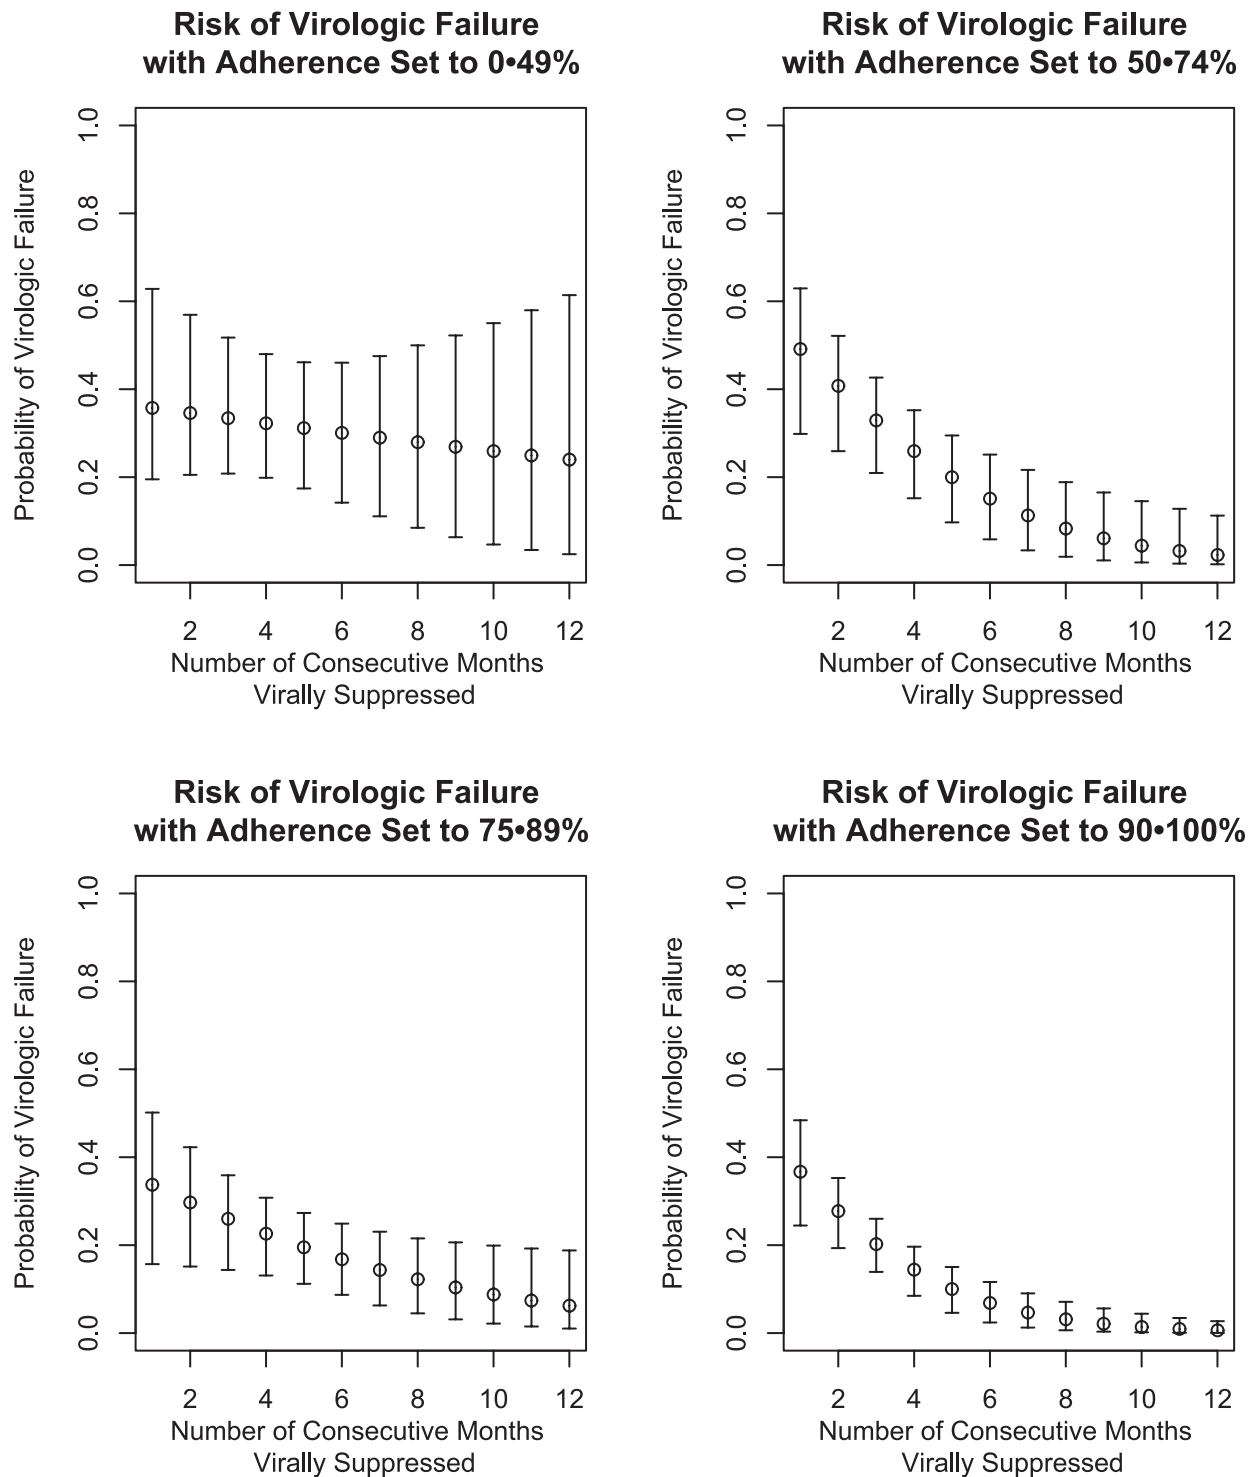 Risk of Virologic Failure
with Adherence Set to 0•49%
Probability of Virologic Failure
1.0
0.8
0.6
0.4
0.2
0.0
2 4 6 8 10 12
Number of Consecutive Months
Virally Suppressed
Risk of Virologic Failure
with Adherence Set to 50•74%
Probability of Virologic Failure
1.0
0.8
0.6
0.4
0.2
0.0
2 4 6 8 10 12
Number of Consecutive Months
Virally Suppressed
Risk of Virologic Failure
with Adherence Set to 75•89%
Probability of Virologic Failure
1.0
0.8
0.6
0.4
0.2
0.0
2 4 6 8 10 12
Number of Consecutive Months
Virally Suppressed
Risk of Virologic Failure
with Adherence Set to 90•100%
Probability of Virologic Failure
1.0
0.8
0.6
0.4
0.2
0.0
2 4 6 8 10 12
Number of Consecutive Months
Virally Suppressed